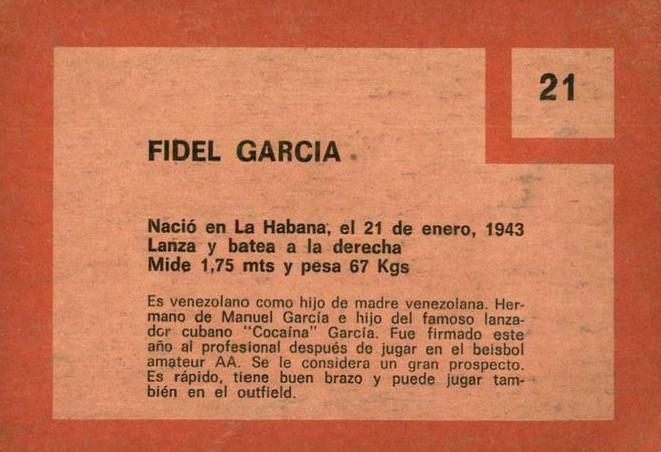 21
FIDEL GARCIA
Nació en La Habana, el 21 de enero, 1943
Lanza y batea a la derecha
Mide 1,75 mts y pesa 67 Kgs
Es venezolano como hijo de madre venezolana. Her-
mano de Manuel García e hijo del famoso lanza-
dor cubano "Cocaína" García. Fue firmado este
año al profesional después de jugar en el beisbol
amateur AA. Se le considera un gran prospecto.
Es rápido, tiene buen brazo y puede jugar tam-
bién en el outfield.